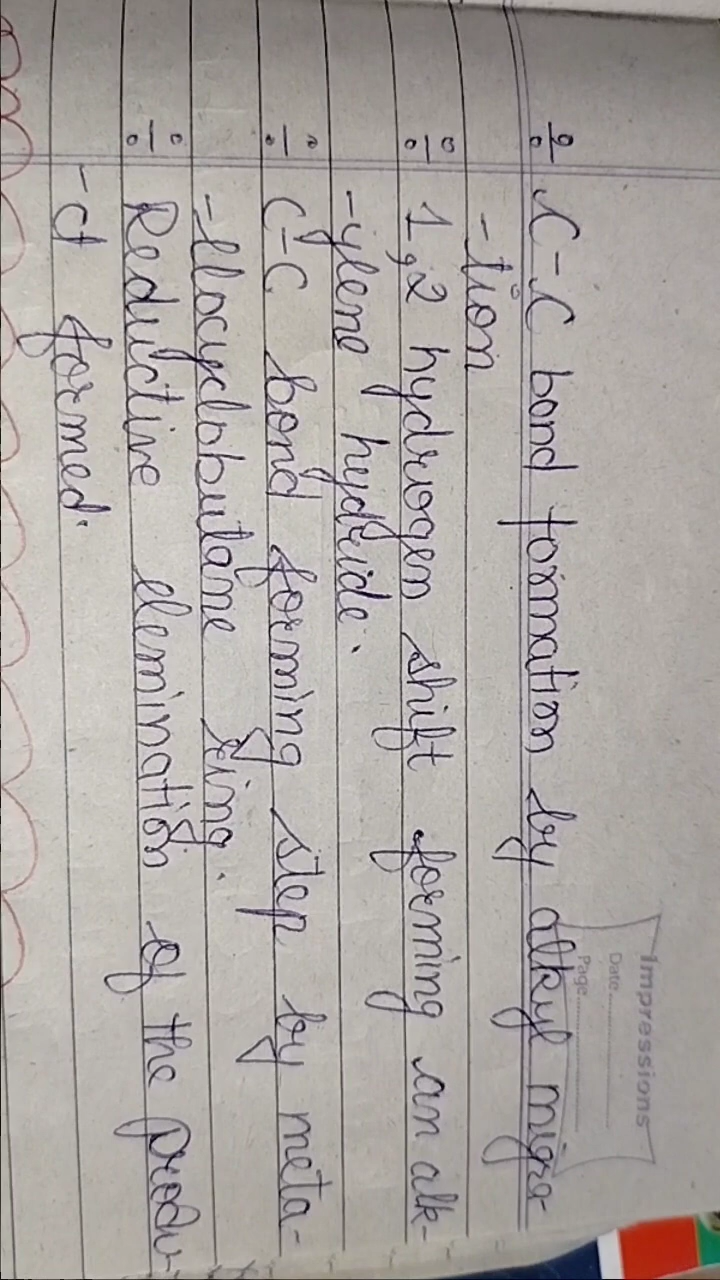 Impressions
Date
Page
÷ C-C bond formation by alkyl migra-
-tion
÷ 1,2 hydrogen shift forming an alk-
-ylene hydride.
÷ C-C bond forming step by meta-
-llocyclobutane ring.
÷ Reductive elemination of the produ-
-ct formed.